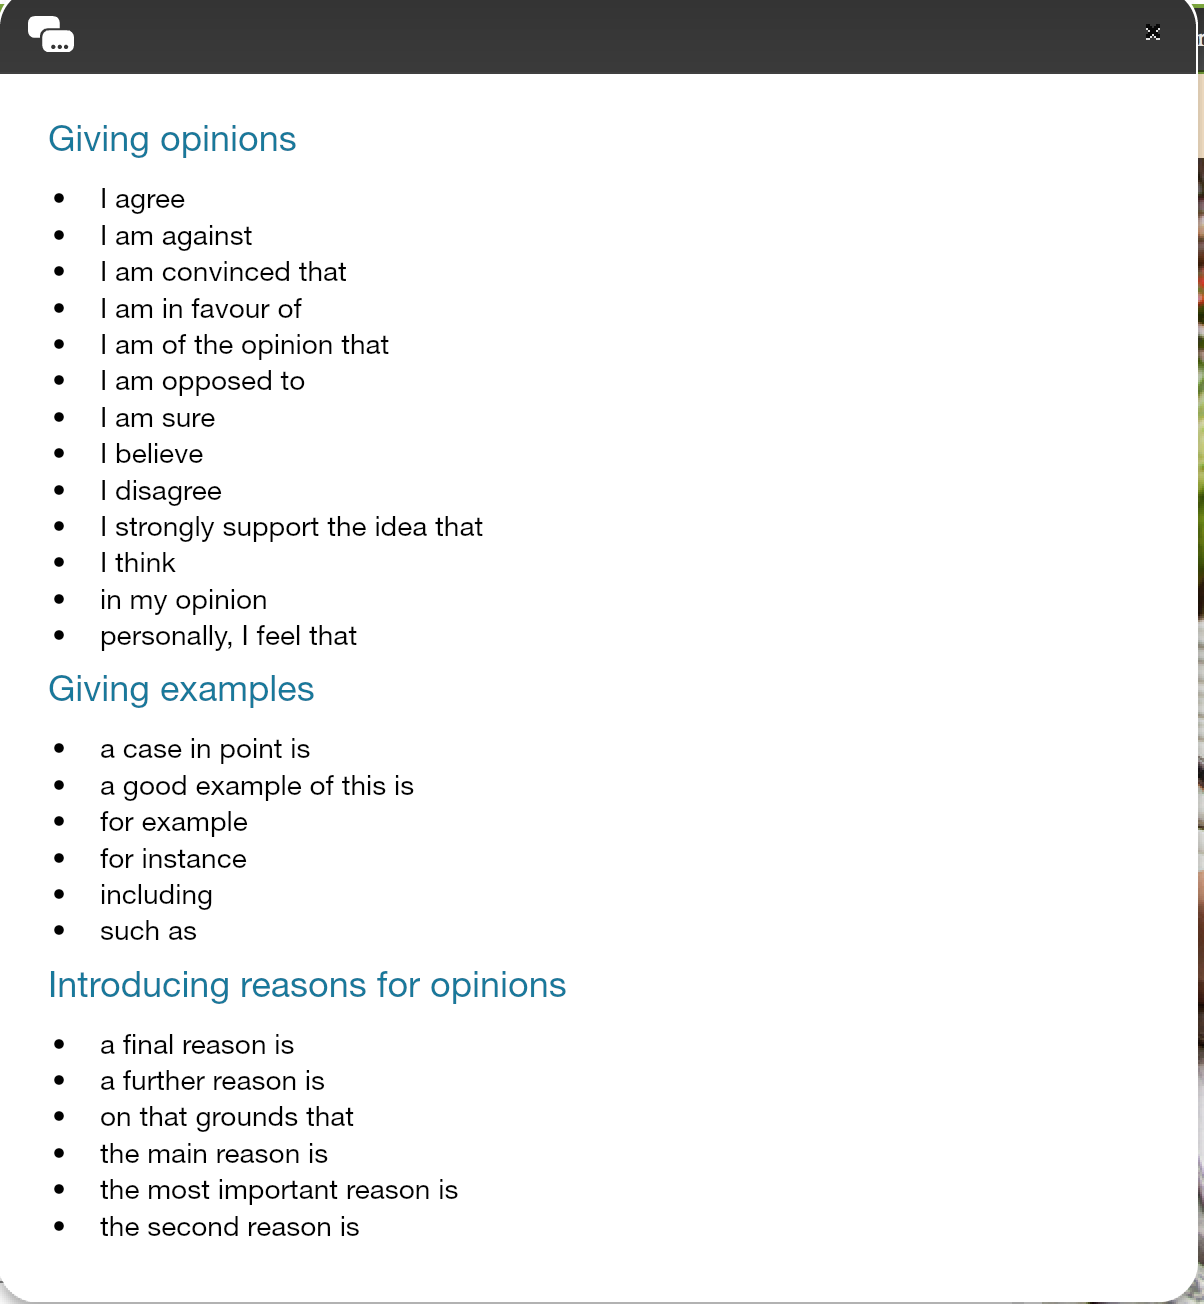 Giving opinions
• I agree
• I am against
• I am convinced that
• I am in favour of
• I am of the opinion that
• I am opposed to
• I am sure
• I believe
• I disagree
• I strongly support the idea that
• I think
• in my opinion
• personally, I feel that
Giving examples
• a case in point is
• a good example of this is
• for example
• for instance
• including
• such as
Introducing reasons for opinions
• a final reason is
• a further reason is
• on that grounds that
• the main reason is
• the most important reason is
• the second reason is